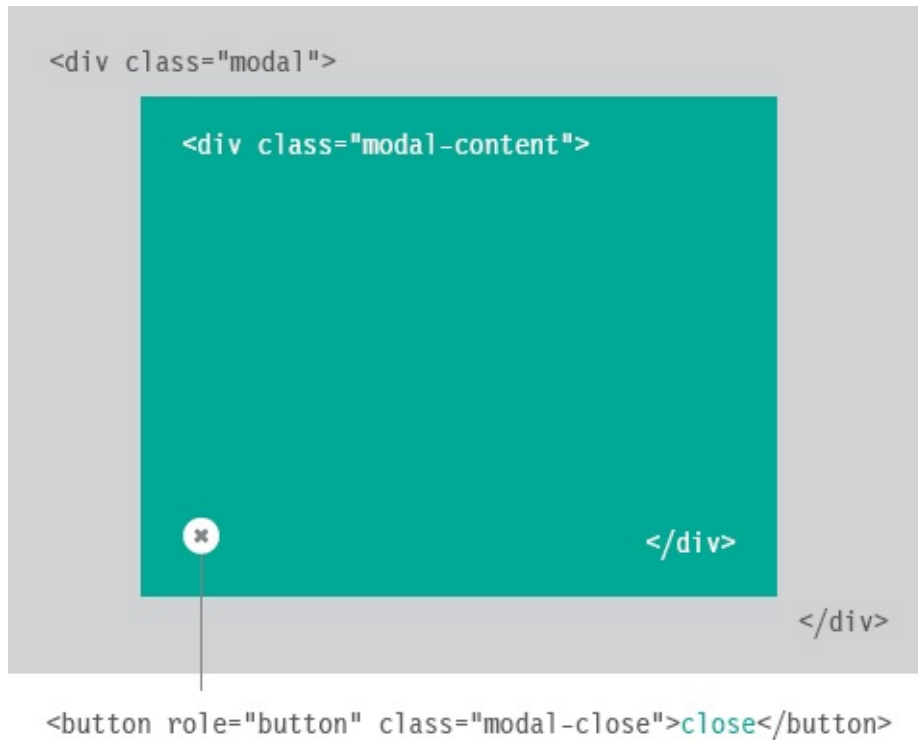 <div class="modal">
<div class="modal-content">
</div>
</div>
<button role="button" class="modal-close">close</button>